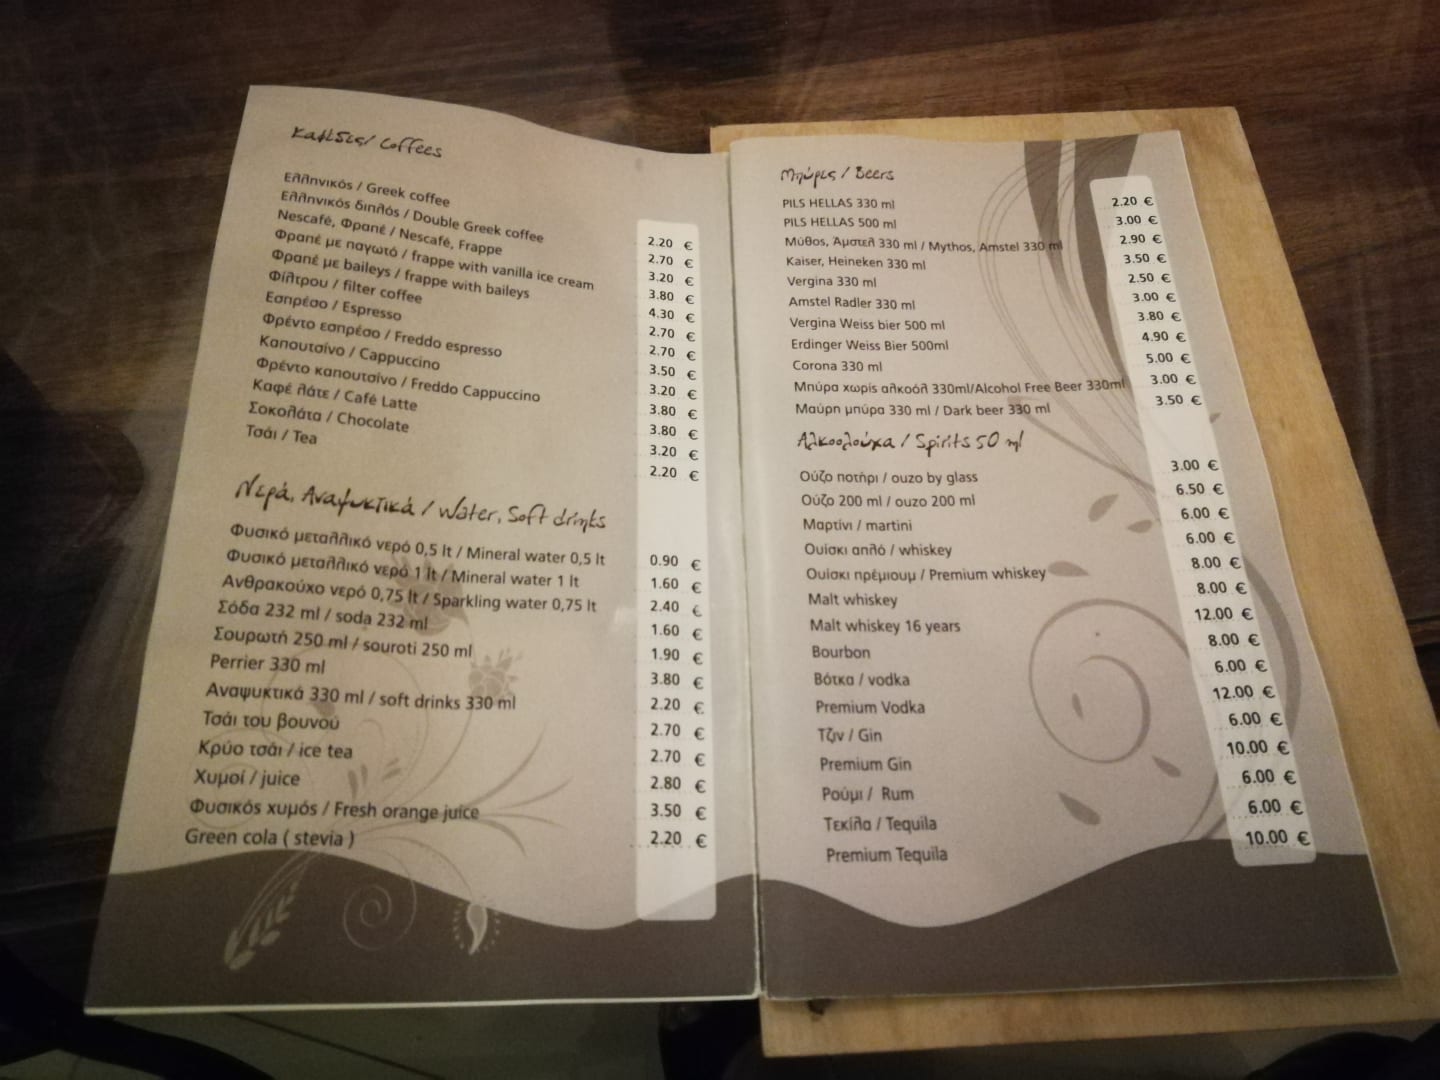 Καφέδες / Coffees
Ελληνικός / Greek coffee 2.20 €
Ελληνικός διπλός / Double Greek coffee 2.70 €
Nescafé, Φραπέ / Nescafé, Frappe 3.20 €
Φραπέ με παγωτό / frappe with vanilla ice cream 3.80 €
Φραπέ με baileys / frappe with baileys 4.30 €
Φίλτρου / filter coffee 2.70 €
Εσπρέσο / Espresso 2.70 €
Φρέντο εσπρέσο / Freddo espresso 3.50 €
Καπουτσίνο / Cappuccino 3.20 €
Φρέντο καπουτσίνο / Freddo Cappuccino 3.80 €
Καφέ λάτε / Café Latte 3.80 €
Σοκολάτα / Chocolate 3.20 €
Τσάι / Tea 2.20 €
Νερά, Αναψυκτικά / Water, Soft drinks
Φυσικό μεταλλικό νερό 0,5 lt / Mineral water 0,5 lt 0.90 €
Φυσικό μεταλλικό νερό 1 lt / Mineral water 1 lt 1.60 €
Ανθρακούχο νερό 0,75 lt / Sparkling water 0,75 lt 2.40 €
Σόδα 232 ml / soda 232 ml 1.60 €
Σουρωτή 250 ml / souroti 250 ml 1.90 €
Perrier 330 ml 3.80 €
Αναψυκτικά 330 ml / soft drinks 330 ml 2.20 €
Τσάι του βουνού 2.70 €
Κρύο τσάι / ice tea 2.70 €
Χυμοί / juice 2.80 €
Φυσικός χυμός / Fresh orange juice 3.50 €
Green cola ( stevia ) 2.20 €
Μπύρες / Beers
PILS HELLAS 330 ml 2.20 €
PILS HELLAS 500 ml 3.00 €
Μύθος, Άμστελ 330 ml / Mythos, Amstel 330 ml 2.90 €
Kaiser, Heineken 330 ml 3.50 €
Vergina 330 ml 2.50 €
Amstel Radler 330 ml 3.00 €
Vergina Weiss bier 500 ml 3.80 €
Erdinger Weiss Bier 500ml 4.90 €
Corona 330 ml 5.00 €
Μπύρα χωρίς αλκοόλ 330ml/Alcohol Free Beer 330ml 3.00 €
Μαύρη μπύρα 330 ml / Dark beer 330 ml 3.50 €
Αλκοολούχα / Spirits 50 ml
Ούζο ποτήρι / ouzo by glass 3.00 €
Ούζο 200 ml / ouzo 200 ml 6.50 €
Μαρτίνι / martini 6.00 €
Ουίσκι απλό / whiskey 6.00 €
Ουίσκι πρέμιουμ / Premium whiskey 8.00 €
Malt whiskey 8.00 €
Malt whiskey 16 years 12.00 €
Bourbon 8.00 €
Βότκα / vodka 6.00 €
Premium Vodka 12.00 €
Τζιν / Gin 6.00 €
Premium Gin 10.00 €
Ρούμι / Rum 6.00 €
Τεκίλα / Tequila 6.00 €
Premium Tequila 10.00 €